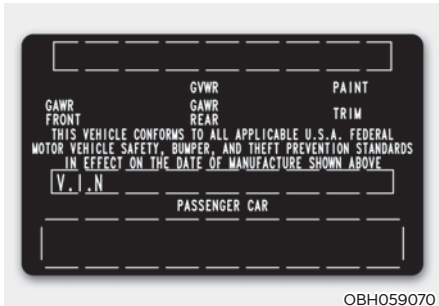 GVWR PAINT
GAWR FRONT GAWR REAR TRIM
THIS VEHICLE CONFORMS TO ALL APPLICABLE U.S.A. FEDERAL
MOTOR VEHICLE SAFETY, BUMPER, AND THEFT PREVENTION STANDARDS
IN EFFECT ON THE DATE OF MANUFACTURE SHOWN ABOVE
V.I.N
PASSENGER CAR
OBH059070